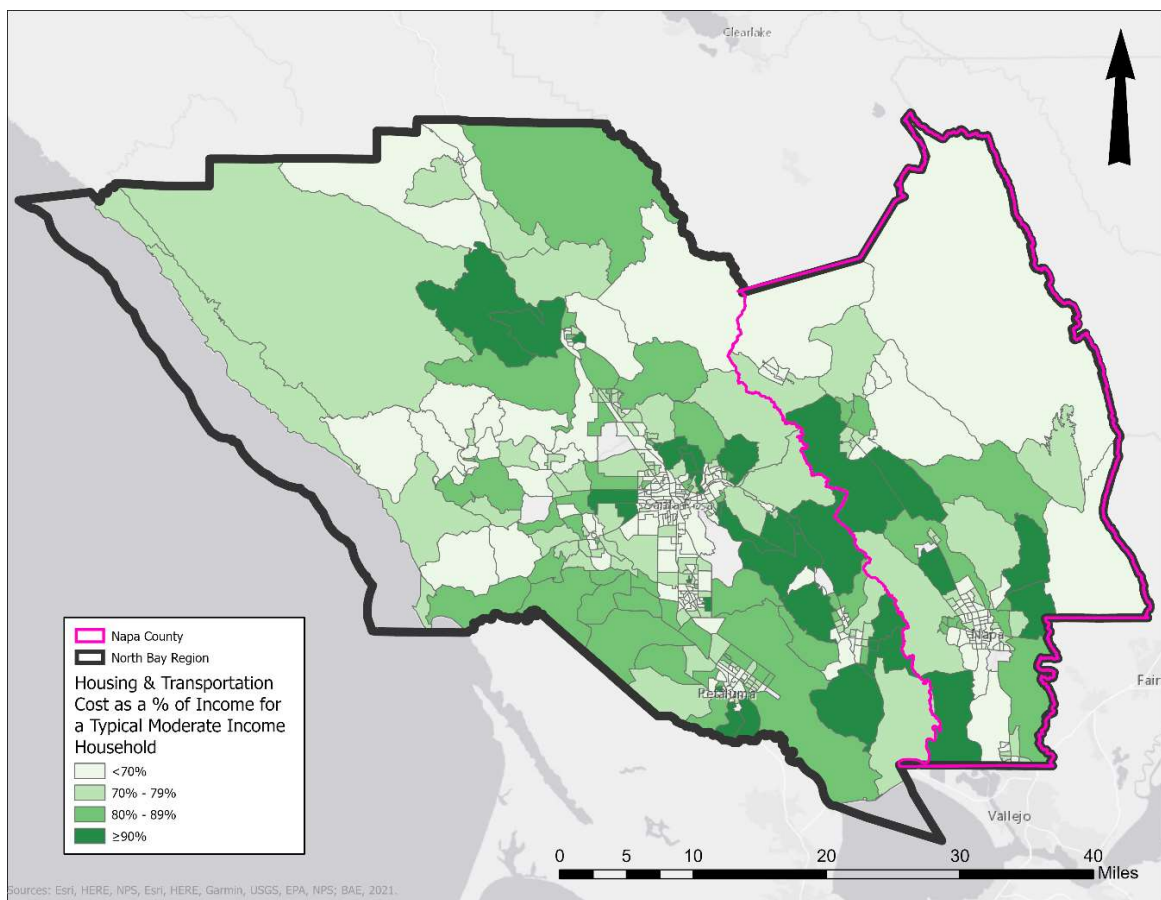 Clearlake
Santa Rosa
Napa
Petaluma
Fair
Vallejo
Napa County
North Bay Region
Housing & Transportation
Cost as a % of Income for
a Typical Moderate Income
Household
<70%
70% - 79%
80% - 89%
≥90%
0 5 10 20 30 40
Miles
Sources: Esri, HERE, NPS, Esri, HERE, Garmin, USGS, EPA, NPS; BAE, 2021.